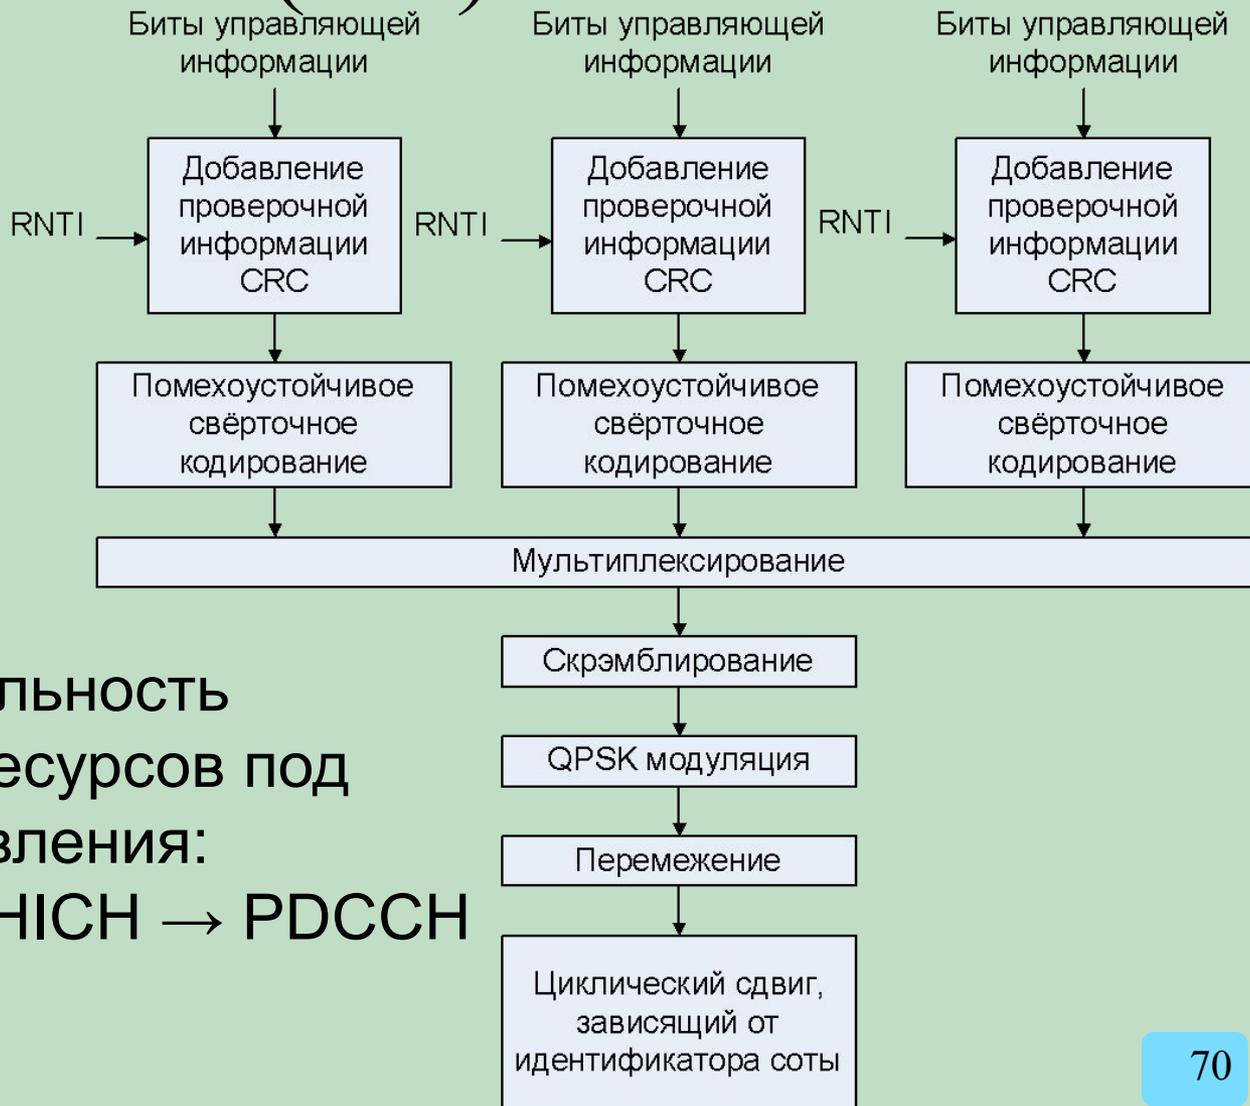 Биты управляющей
информации
Биты управляющей
информации
Биты управляющей
информации
RNTI
Добавление
проверочной
информации
CRC
RNTI
Добавление
проверочной
информации
CRC
RNTI
Добавление
проверочной
информации
CRC
Помехоустойчивое
свёрточное
кодирование
Помехоустойчивое
свёрточное
кодирование
Помехоустойчивое
свёрточное
кодирование
Мультиплексирование
Скрэмблирование
QPSK модуляция
Перемежение
Циклический сдвиг,
зависящий от
идентификатора соты
льность
есурсов под
вления:
HICH → PDCCH
70